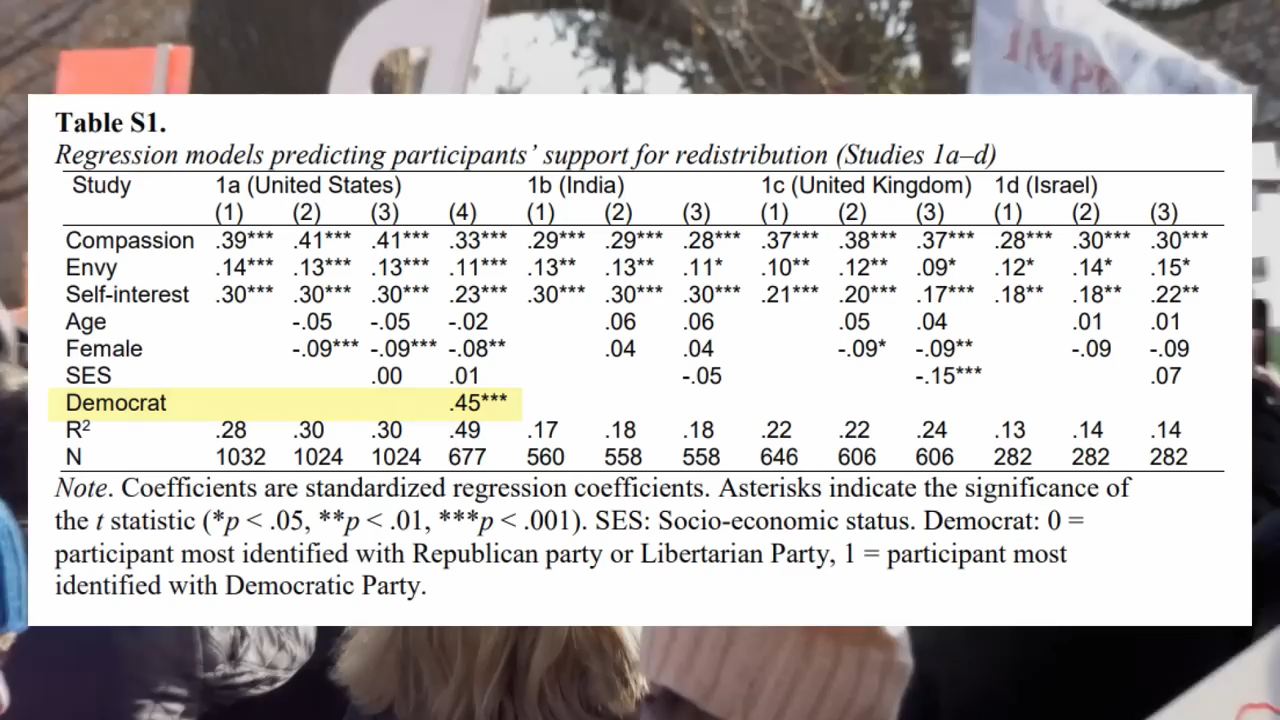 Table S1.
Regression models predicting participants' support for redistribution (Studies 1a–d)
Study 1a (United States) 1b (India) 1c (United Kingdom) 1d (Israel)
(1) (2) (3) (4) (1) (2) (3) (1) (2) (3) (1) (2) (3)
Compassion .39*** .41*** .41*** .33*** .29*** .29*** .28*** .37*** .38*** .37*** .28*** .30*** .30***
Envy .14*** .13*** .13*** .11*** .13** .13** .11* .10** .12** .09* .12* .14* .15*
Self-interest .30*** .30*** .30*** .23*** .30*** .30*** .30*** .21*** .20*** .17*** .18** .18** .22**
Age -.05 -.05 -.02 .06 .06 .05 .04 .01 .01
Female -.09*** -.09*** -.08** .04 .04 -.09* -.09** -.09 -.09
SES .00 .01 -.05 -.15*** .07
Democrat .45***
R² .28 .30 .30 .49 .17 .18 .18 .22 .22 .24 .13 .14 .14
N 1032 1024 1024 677 560 558 558 646 606 606 282 282 282
Note. Coefficients are standardized regression coefficients. Asterisks indicate the significance of
the t statistic (*p < .05, **p < .01, ***p < .001). SES: Socio-economic status. Democrat: 0 =
participant most identified with Republican party or Libertarian Party, 1 = participant most
identified with Democratic Party.